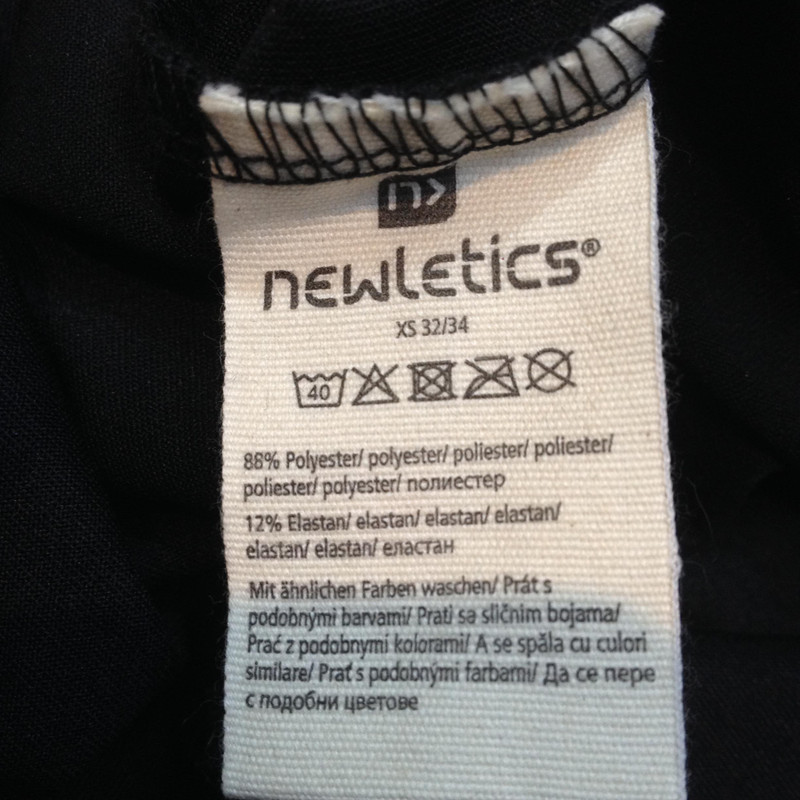 n>
newletics®
XS 32/34
40
88% Polyester/ polyester/ poliester/ poliester/
poliester/ polyester/ полиестер
12% Elastan/ elastan/ elastan/ elastan/
elastan/ elastan/ еластан
Mit ähnlichen Farben waschen/ Prát s
podobnými barvami/ Prati sa sličnim bojama/
Prać z podobnymi kolorami/ A se spăla cu culori
similare/ Prať s podobnými farbami/ Да се пере
с подобни цветове